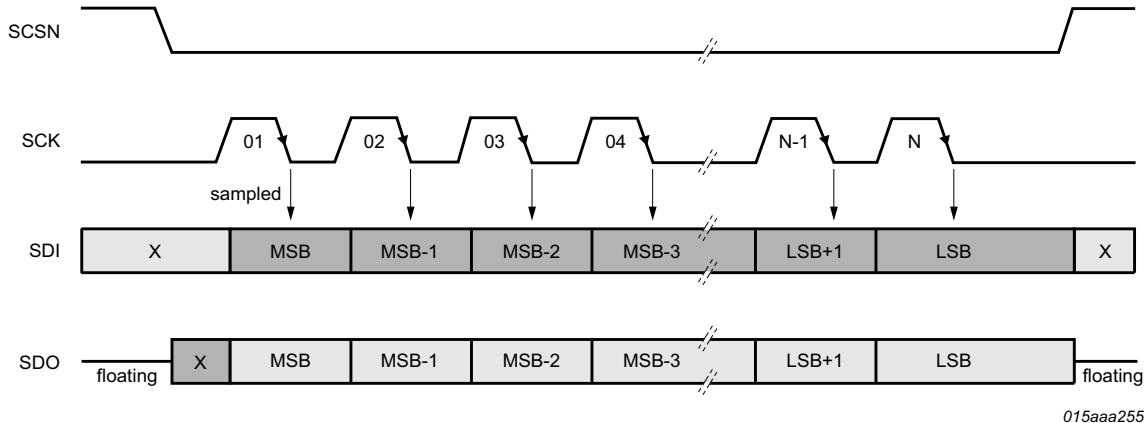 SCSN
SCK
01 02 03 04 N-1 N
sampled
SDI X MSB MSB-1 MSB-2 MSB-3 LSB+1 LSB X
SDO X MSB MSB-1 MSB-2 MSB-3 LSB+1 LSB
floating floating
015aaa255